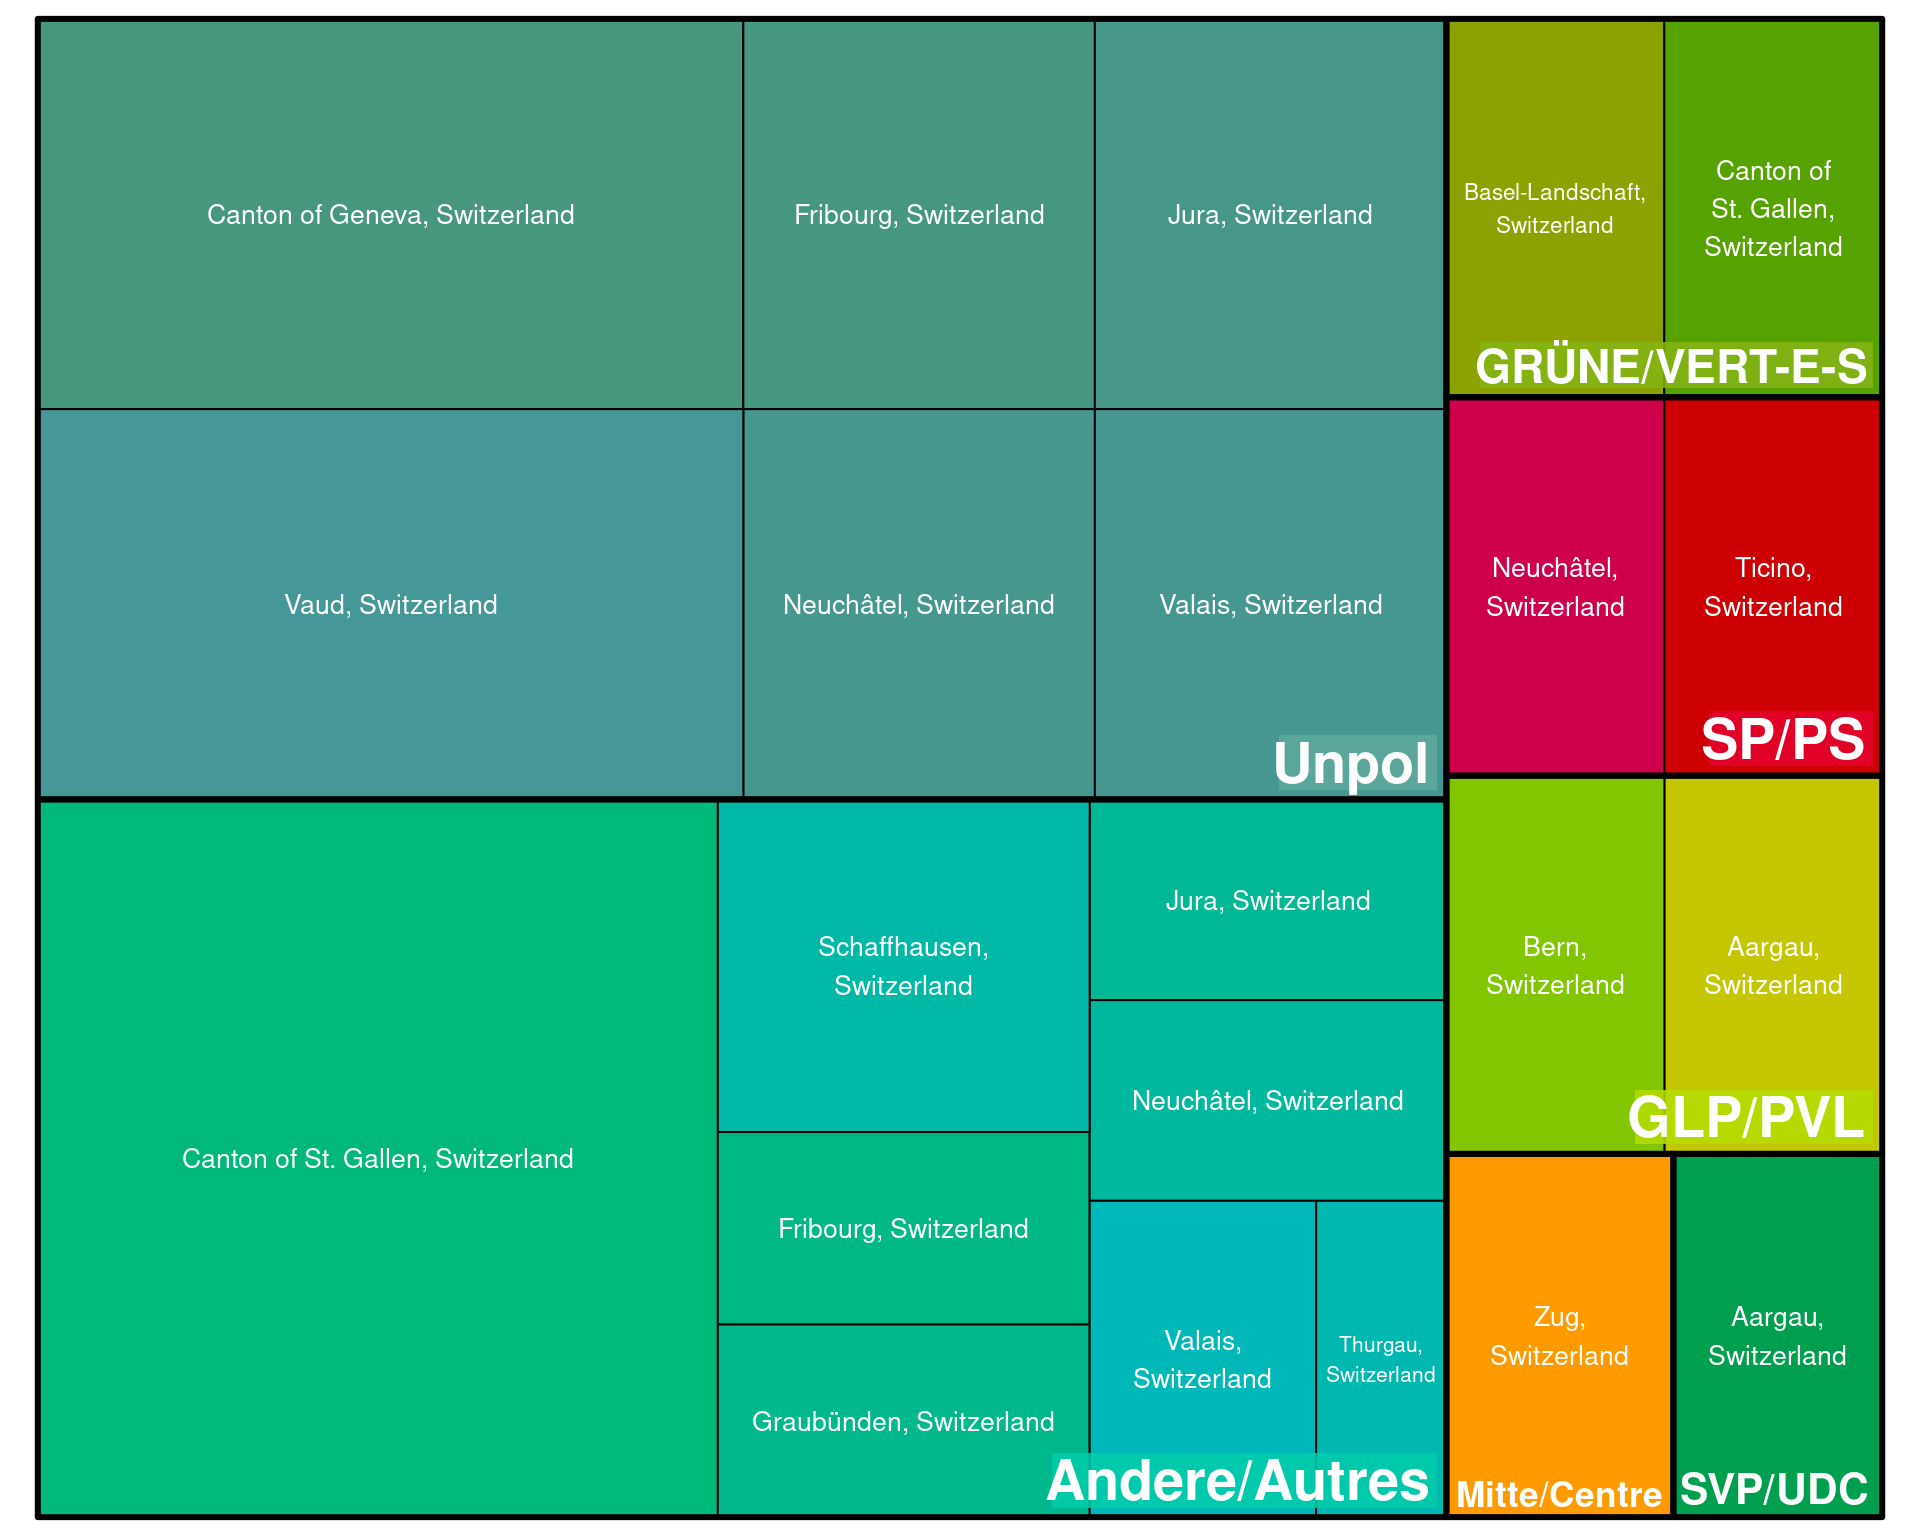 Canton of Geneva, Switzerland
Fribourg, Switzerland
Jura, Switzerland
Vaud, Switzerland
Neuchâtel, Switzerland
Valais, Switzerland
Unpol
Canton of St. Gallen, Switzerland
Schaffhausen,
Switzerland
Fribourg, Switzerland
Graubünden, Switzerland
Jura, Switzerland
Neuchâtel, Switzerland
Valais,
Switzerland
Thurgau,
Switzerland
Andere/Autres
Basel-Landschaft,
Switzerland
Canton of
St. Gallen,
Switzerland
GRÜNE/VERT-E-S
Neuchâtel,
Switzerland
Ticino,
Switzerland
SP/PS
Bern,
Switzerland
Aargau,
Switzerland
GLP/PVL
Zug,
Switzerland
Mitte/Centre
Aargau,
Switzerland
SVP/UDC